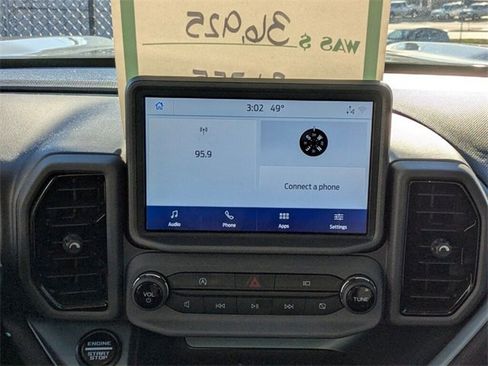 WAS $ 36,925
3:02 49°
95.9
Connect a phone
Audio Phone Apps Settings
VOL
TUNE
ENGINE
START
STOP